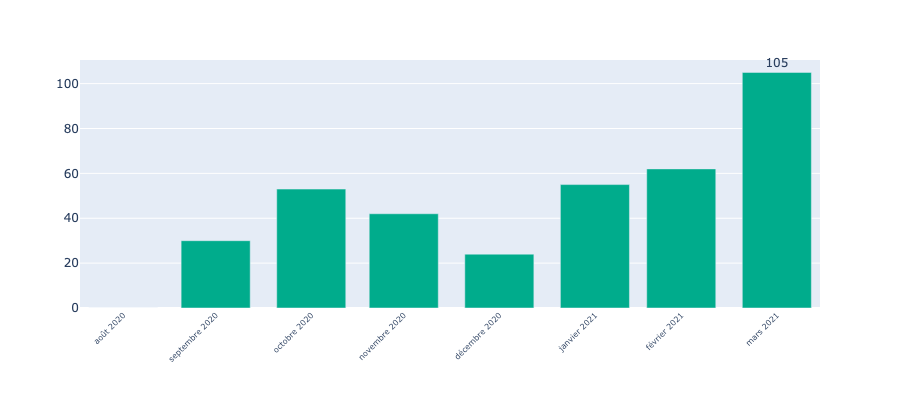 105
100
80
60
40
20
0
août 2020
septembre 2020
octobre 2020
novembre 2020
décembre 2020
janvier 2021
février 2021
mars 2021